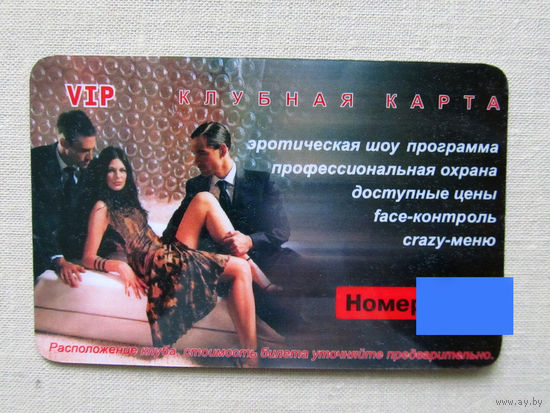 VIP КЛУБНАЯ КАРТА
эротическая шоу программа
профессиональная охрана
доступные цены
face-контроль
crazy-меню
Номер
Расположение клуба, стоимость билета уточняйте предварительно.
www.ay.by